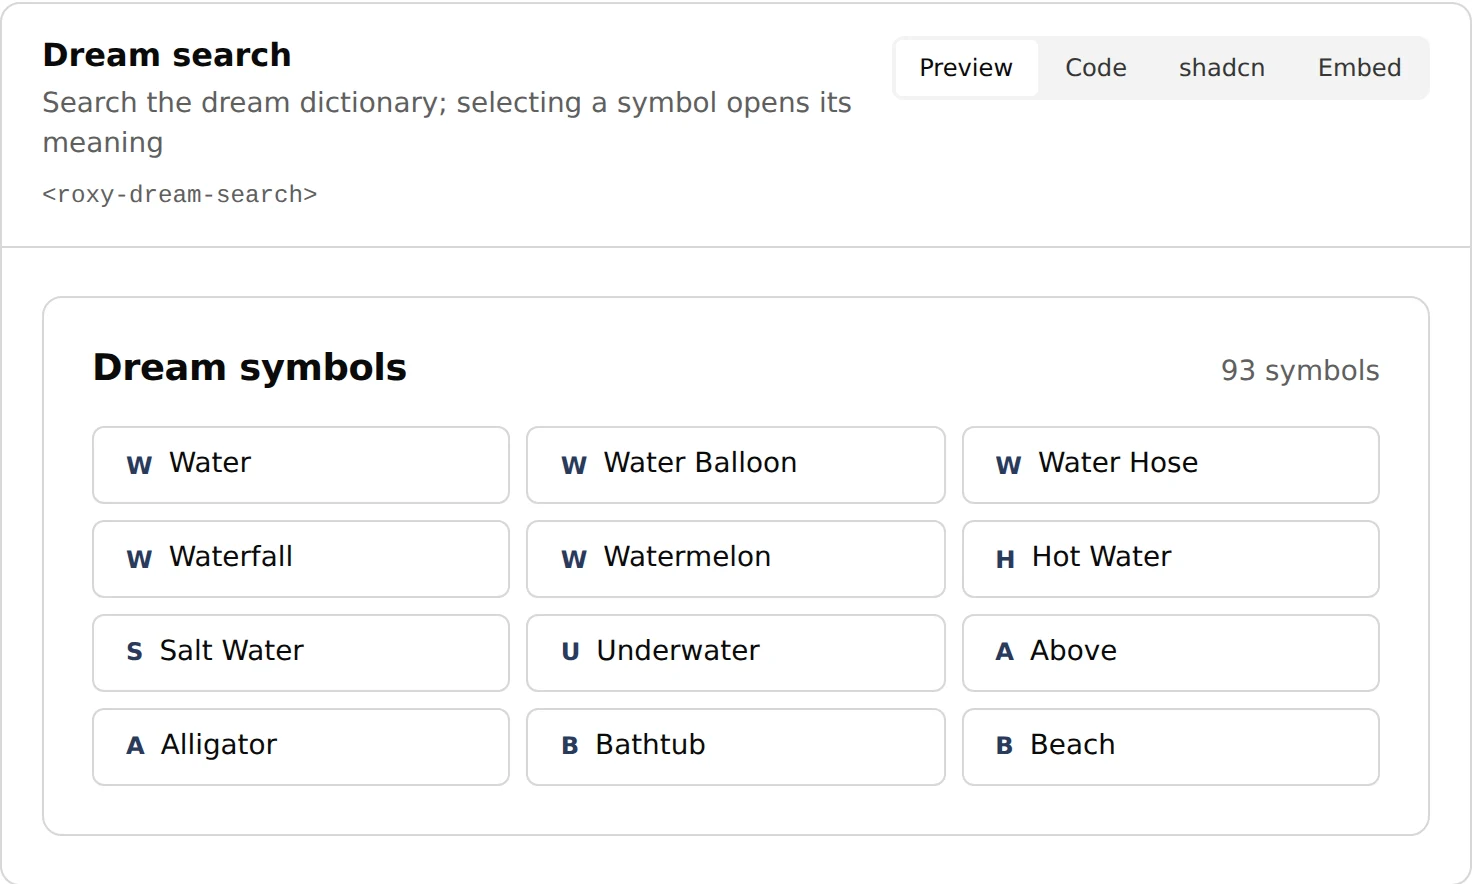 Dream search
Preview Code shadcn Embed
Search the dream dictionary; selecting a symbol opens its
meaning
<roxy-dream-search>
Dream symbols
93 symbols
W Water
W Water Balloon
W Water Hose
W Waterfall
W Watermelon
H Hot Water
S Salt Water
U Underwater
A Above
A Alligator
B Bathtub
B Beach